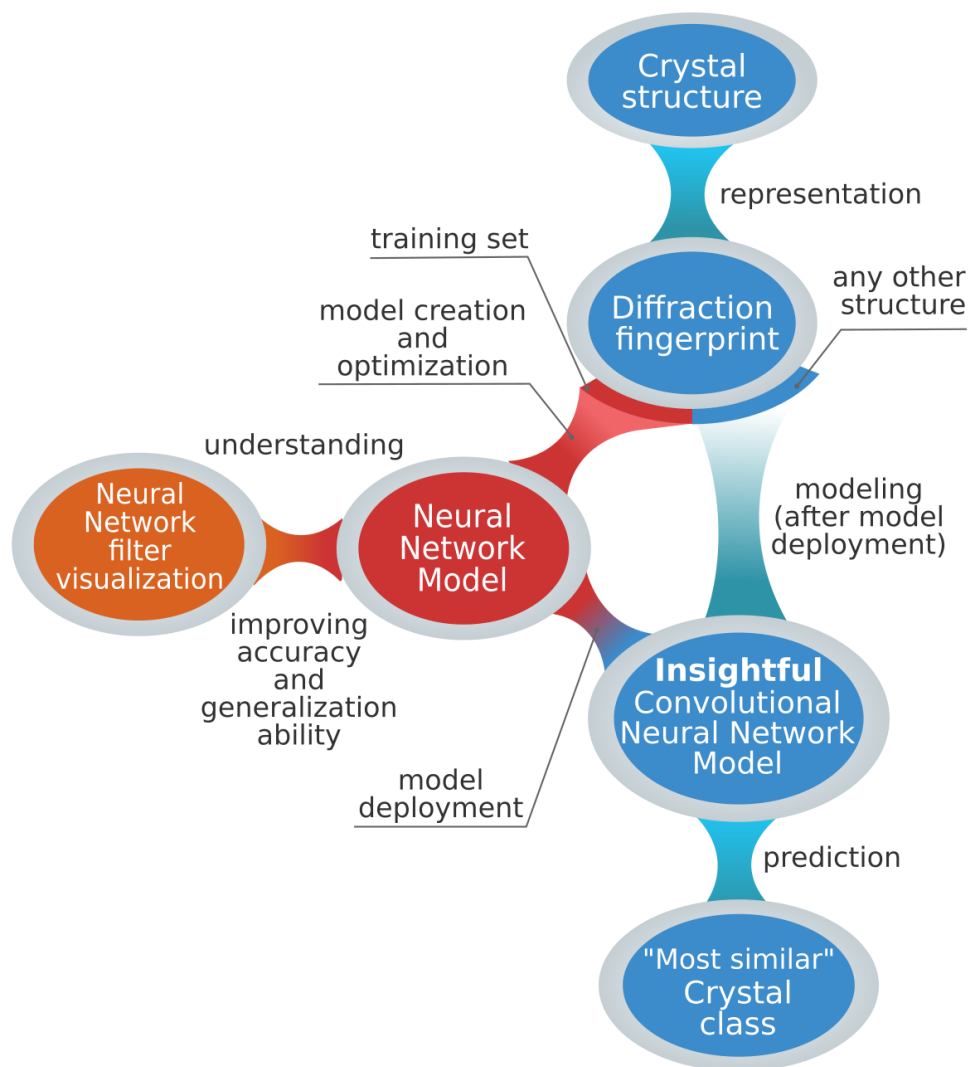 Crystal
structure
representation
training set
any other
structure
Diffraction
fingerprint
model creation
and
optimization
understanding
Neural
Network
filter
visualization
Neural
Network
Model
modeling
(after model
deployment)
improving
accuracy
and
generalization
ability
Insightful
Convolutional
Neural Network
Model
model
deployment
prediction
"Most similar"
Crystal
class